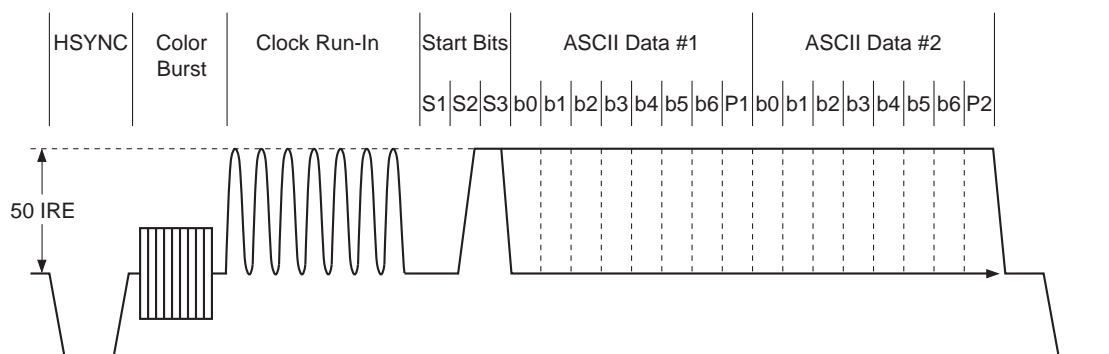 HSYNC Color Burst Clock Run-In Start Bits ASCII Data #1 ASCII Data #2
S1 S2 S3 b0 b1 b2 b3 b4 b5 b6 P1 b0 b1 b2 b3 b4 b5 b6 P2
50 IRE